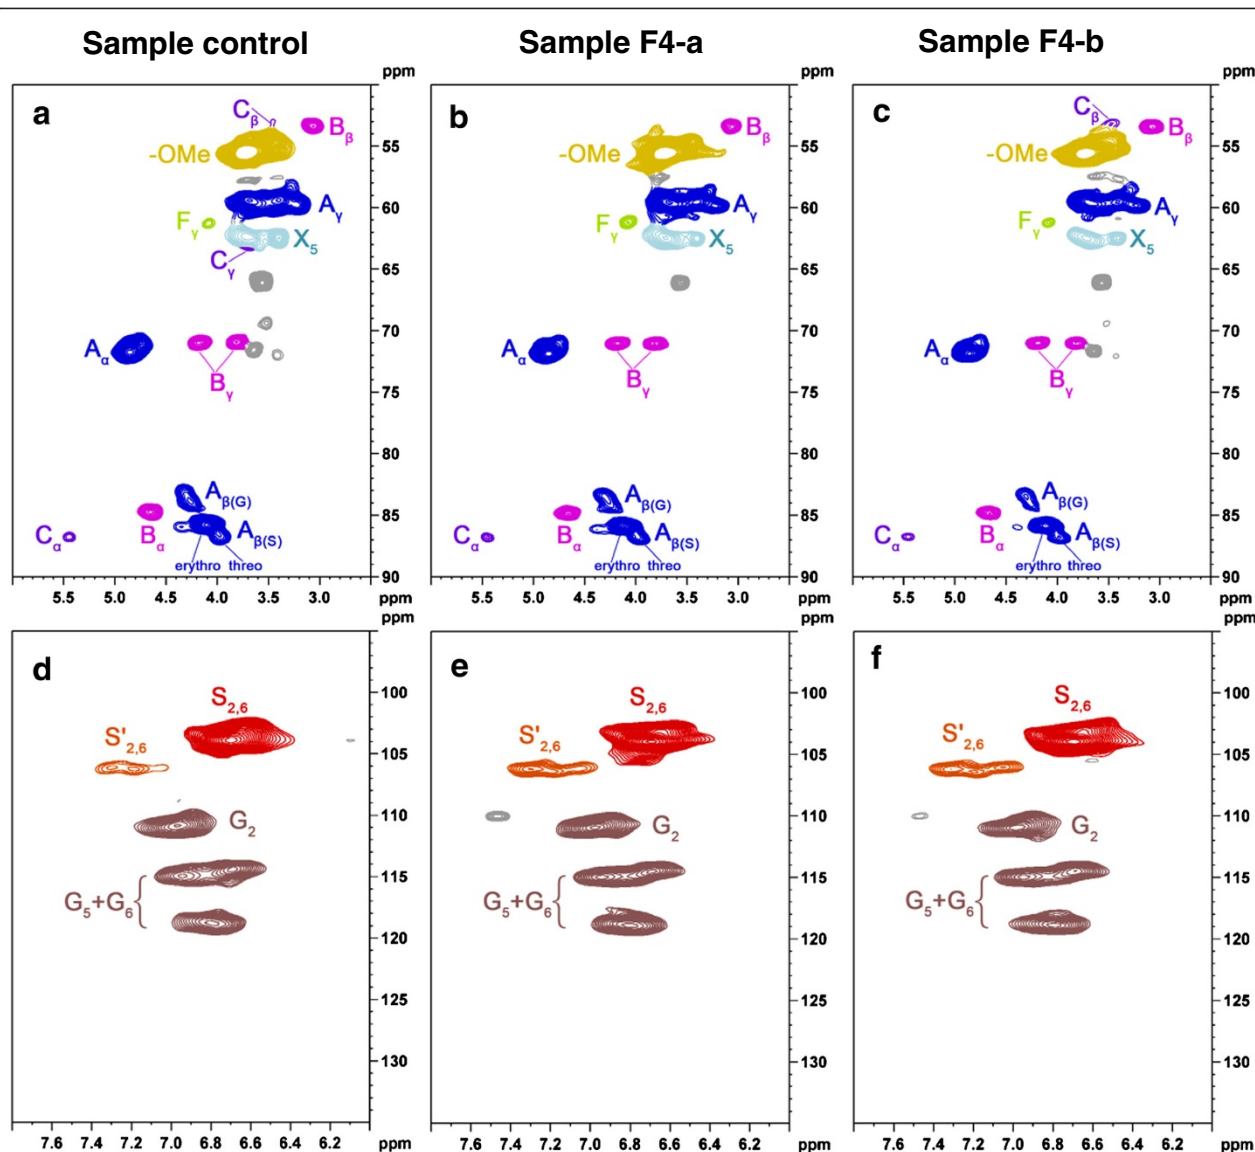 Sample control Sample F4-a Sample F4-b
ppm ppm ppm
a b c
Cβ Bβ Bβ Cβ Bβ
-OMe -OMe -OMe
55 55 55
Aγ Aγ Aγ
60 60 60
Fγ X5 Fγ X5 Fγ X5
Cγ
65 65 65
70 70 70
Aα Aα Aα
Bγ Bγ Bγ
75 75 75
80 80 80
Aβ(G) Aβ(G) Aβ(G)
85 85 85
Cα Bα Aβ(S) Cα Bα Aβ(S) Cα Bα Aβ(S)
erythro threo erythro threo erythro threo
90 90 90
5.5 5.0 4.5 4.0 3.5 3.0 ppm 5.5 5.0 4.5 4.0 3.5 3.0 ppm 5.5 5.0 4.5 4.0 3.5 3.0 ppm
ppm ppm ppm
d e f
S2,6 S2,6 S2,6
100 100 100
S'2,6 S'2,6 S'2,6
105 105 105
110 110 110
G2 G2 G2
115 115 115
G5+G6 G5+G6 G5+G6
120 120 120
125 125 125
130 130 130
7.6 7.4 7.2 7.0 6.8 6.6 6.4 6.2 ppm 7.6 7.4 7.2 7.0 6.8 6.6 6.4 6.2 ppm 7.6 7.4 7.2 7.0 6.8 6.6 6.4 6.2 ppm